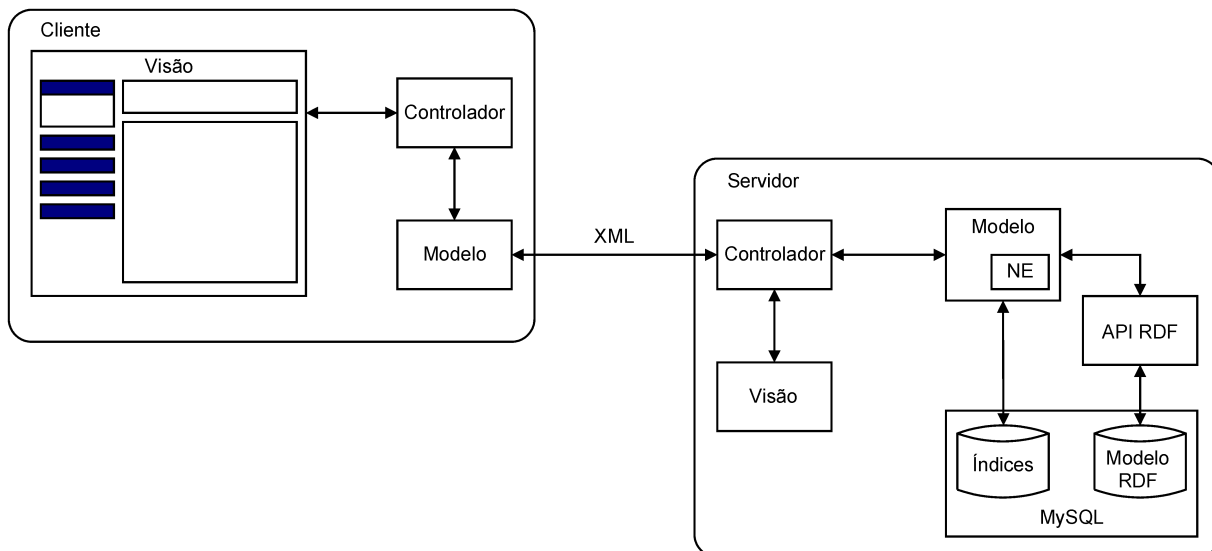 Cliente
Visão
Controlador
Modelo
XML
Servidor
Controlador
Modelo
NE
API RDF
Visão
Índices
Modelo
RDF
MySQL